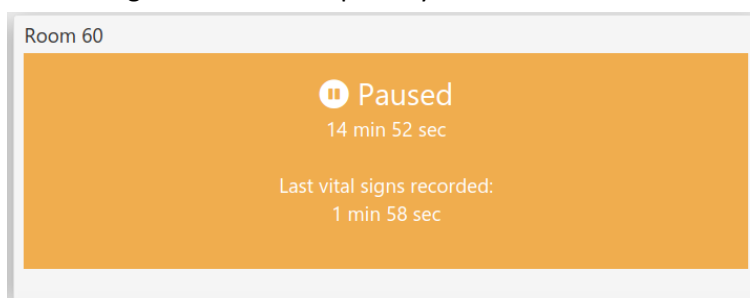 Room 60
Paused
14 min 52 sec
Last vital signs recorded:
1 min 58 sec